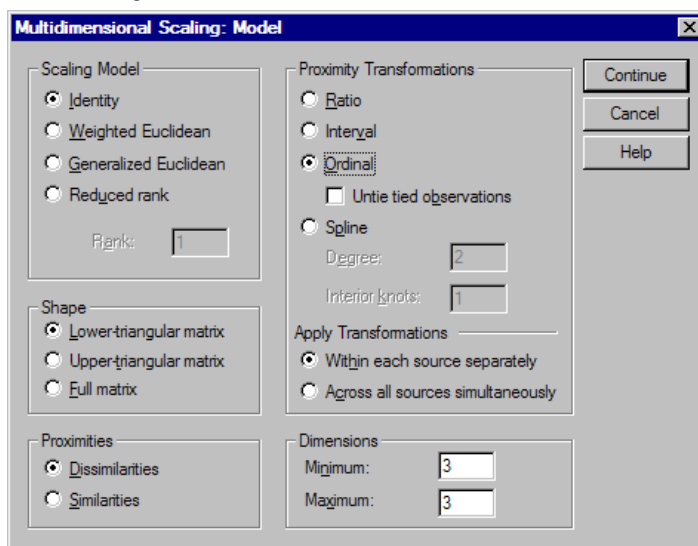 Multidimensional Scaling: Model
Scaling Model
Identity
Weighted Euclidean
Generalized Euclidean
Reduced rank
Rank: 1
Shape
Lower-triangular matrix
Upper-triangular matrix
Full matrix
Proximities
Dissimilarities
Similarities
Proximity Transformations
Ratio
Interval
Ordinal
Untie tied observations
Spline
Degree: 2
Interior knots: 1
Apply Transformations
Within each source separately
Across all sources simultaneously
Dimensions
Minimum: 3
Maximum: 3
Continue
Cancel
Help